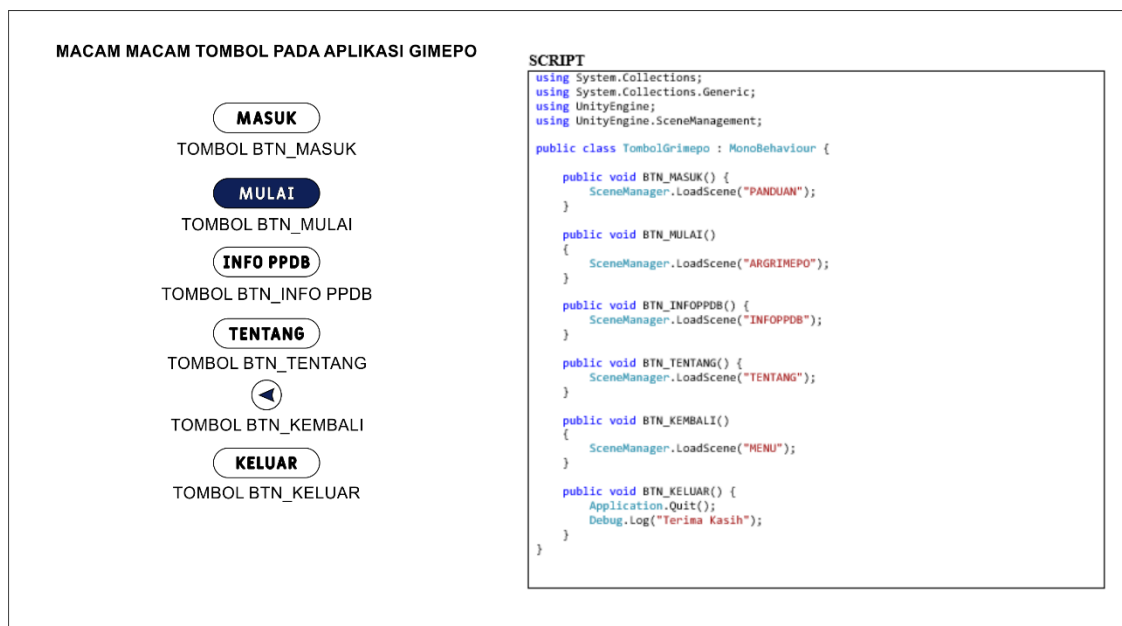 MACAM MACAM TOMBOL PADA APLIKASI GIMEPO
MASUK
TOMBOL BTN_MASUK
MULAI
TOMBOL BTN_MULAI
INFO PPDB
TOMBOL BTN_INFO PPDB
TENTANG
TOMBOL BTN_TENTANG
TOMBOL BTN_KEMBALI
KELUAR
TOMBOL BTN_KELUAR
SCRIPT
using System.Collections;
using System.Collections.Generic;
using UnityEngine;
using UnityEngine.SceneManagement;
public class TombolGrimepo : MonoBehaviour {
public void BTN_MASUK() {
SceneManager.LoadScene("PANDUAN");
}
public void BTN_MULAI()
{
SceneManager.LoadScene("ARGRIMEPO");
}
public void BTN_INFOPPDB() {
SceneManager.LoadScene("INFOPPDB");
}
public void BTN_TENTANG() {
SceneManager.LoadScene("TENTANG");
}
public void BTN_KEMBALI()
{
SceneManager.LoadScene("MENU");
}
public void BTN_KELUAR() {
Application.Quit();
Debug.Log("Terima Kasih");
}
}